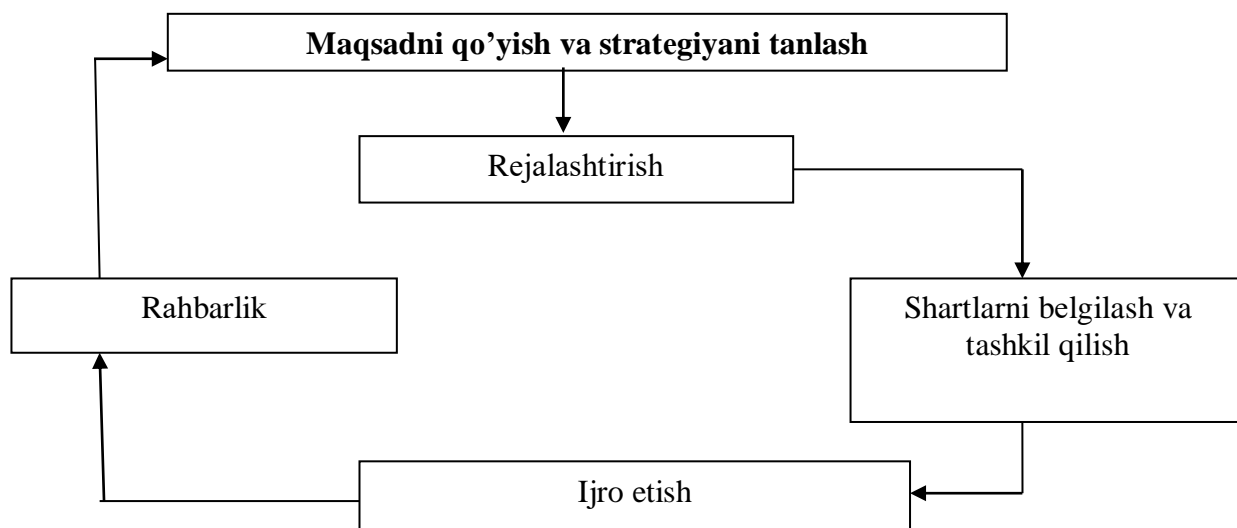 Maqsadni qo’yish va strategiyani tanlash
Rejalashtirish
Rahbarlik
Shartlarni belgilash va
tashkil qilish
Ijro etish